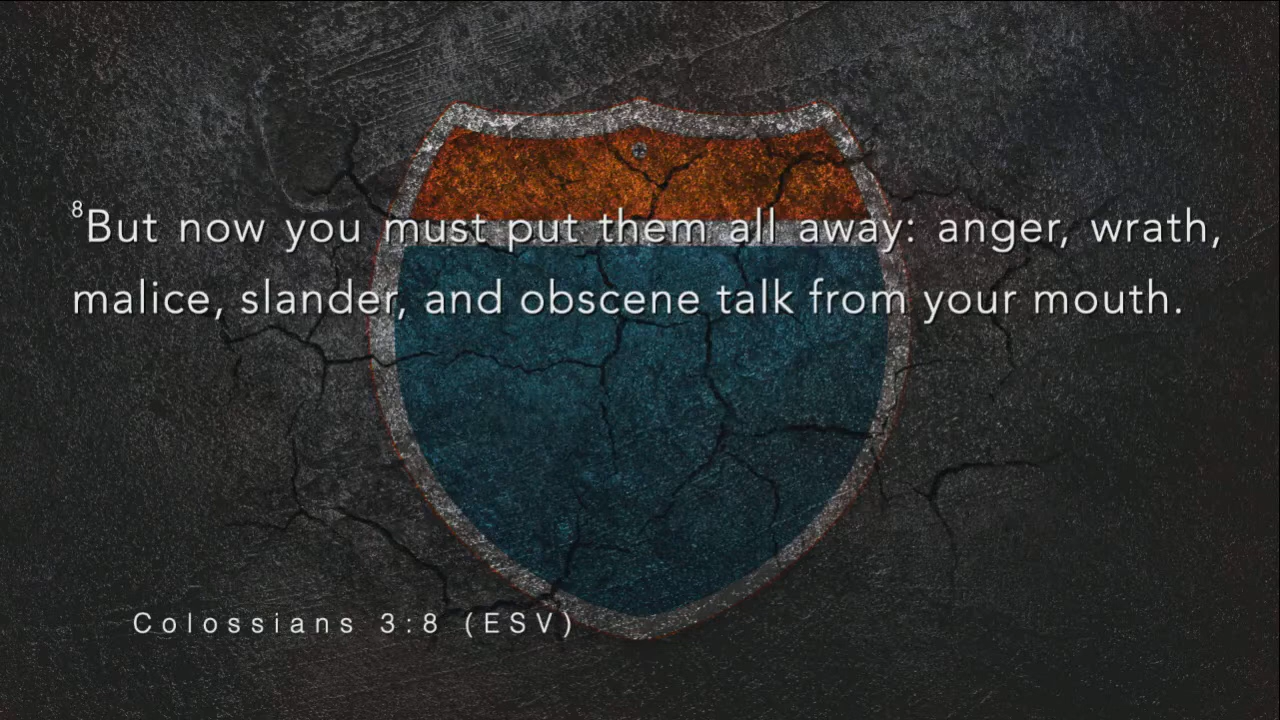 ⁸But now you must put them all away: anger, wrath,
malice, slander, and obscene talk from your mouth.
Colossians 3:8 (ESV)